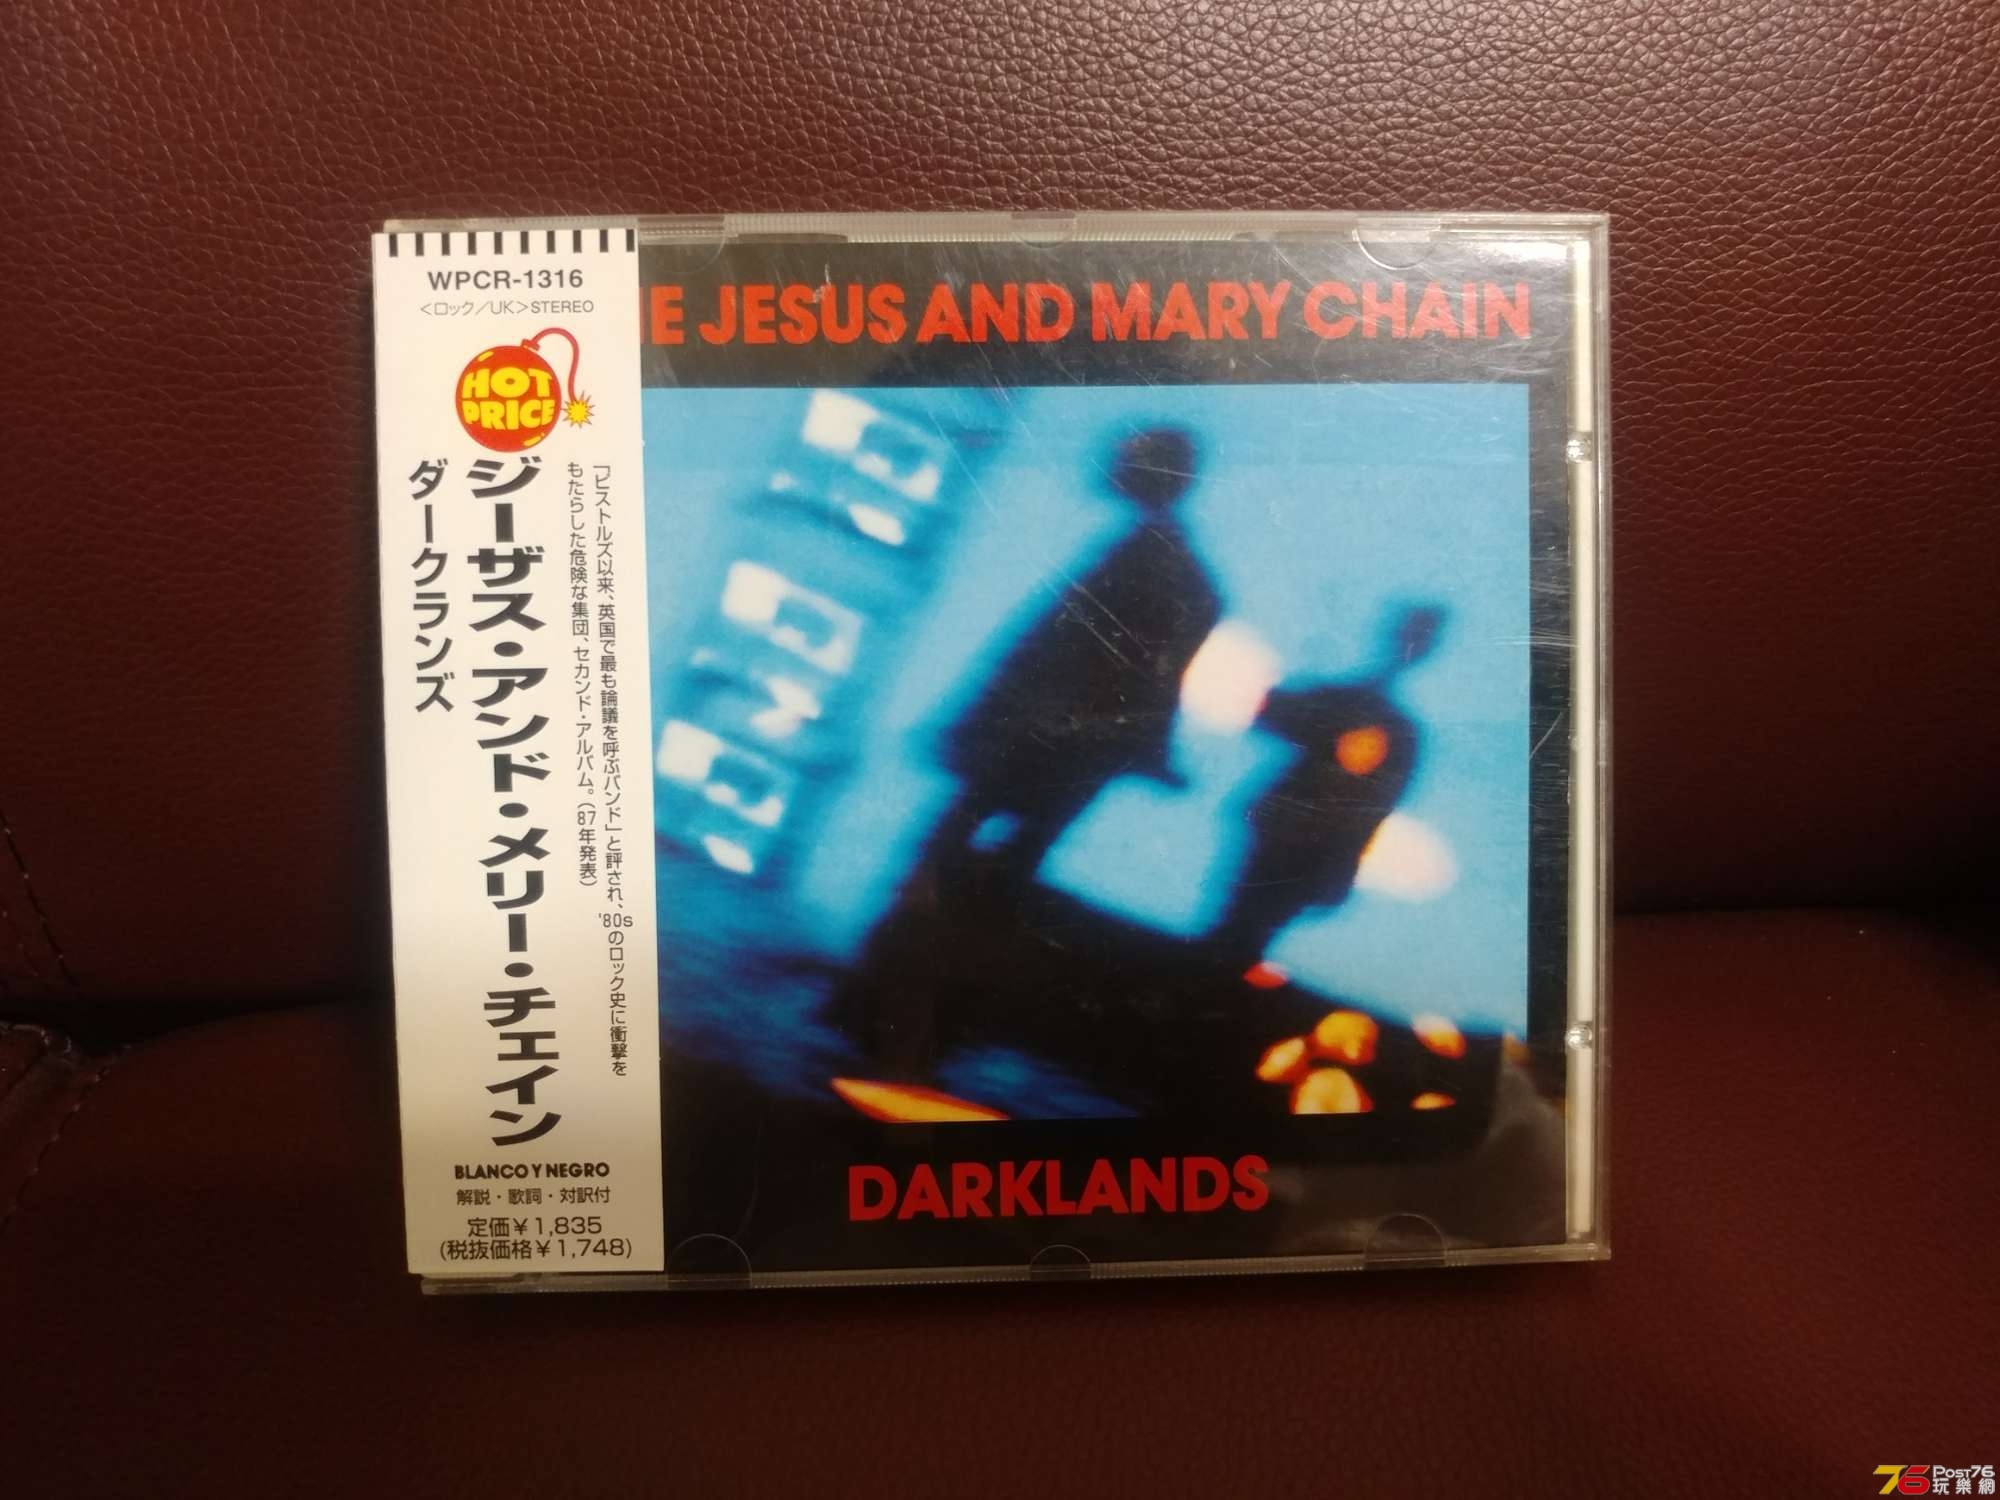 WPCR-1316
<ロック/UK>STEREO
HOT
PRICE
「ピストルズ以来、英国で最も論議を呼ぶバンド」と評され、'80sのロック史に衝撃を
もたらした危険な集団、セカンド・アルバム。(87年発表)
ジーザス・アンド・メリー・チェイン
ダークランズ
BLANCO Y NEGRO
解説・歌詞・対訳付
定価¥1,835
(税抜価格¥1,748)
HE JESUS AND MARY CHAIN
DARKLANDS
76 Post76
玩樂網